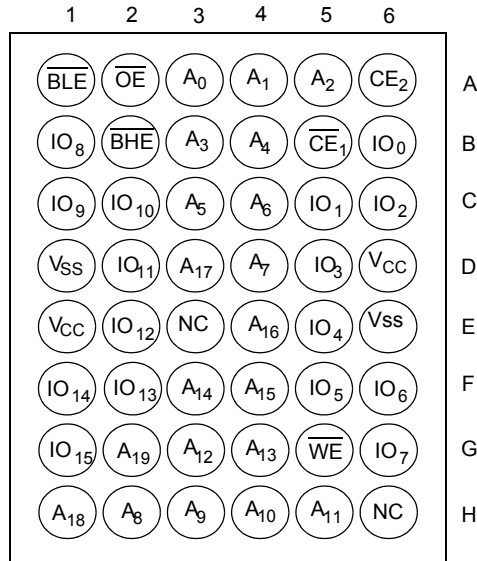 1 2 3 4 5 6
BLE OE A0 A1 A2 CE2 A
IO8 BHE A3 A4 CE1 IO0 B
IO9 IO10 A5 A6 IO1 IO2 C
VSS IO11 A17 A7 IO3 VCC D
VCC IO12 NC A16 IO4 Vss E
IO14 IO13 A14 A15 IO5 IO6 F
IO15 A19 A12 A13 WE IO7 G
A18 A8 A9 A10 A11 NC H